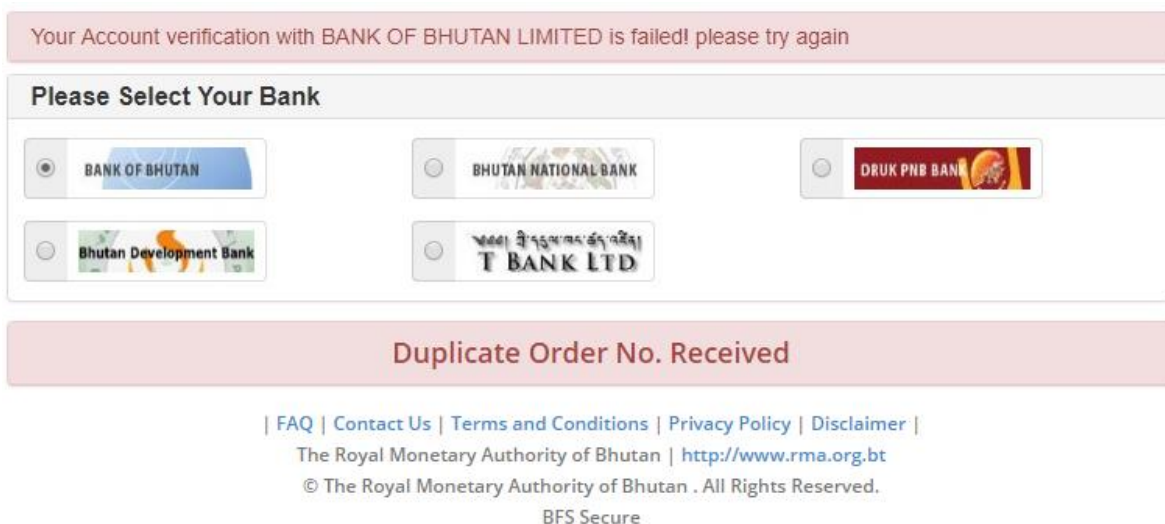 Your Account verification with BANK OF BHUTAN LIMITED is failed! please try again
Please Select Your Bank
BANK OF BHUTAN
BHUTAN NATIONAL BANK
DRUK PNB BANK
Bhutan Development Bank
T BANK LTD
Duplicate Order No. Received
| FAQ | Contact Us | Terms and Conditions | Privacy Policy | Disclaimer |
The Royal Monetary Authority of Bhutan | http://www.rma.org.bt
© The Royal Monetary Authority of Bhutan . All Rights Reserved.
BFS Secure